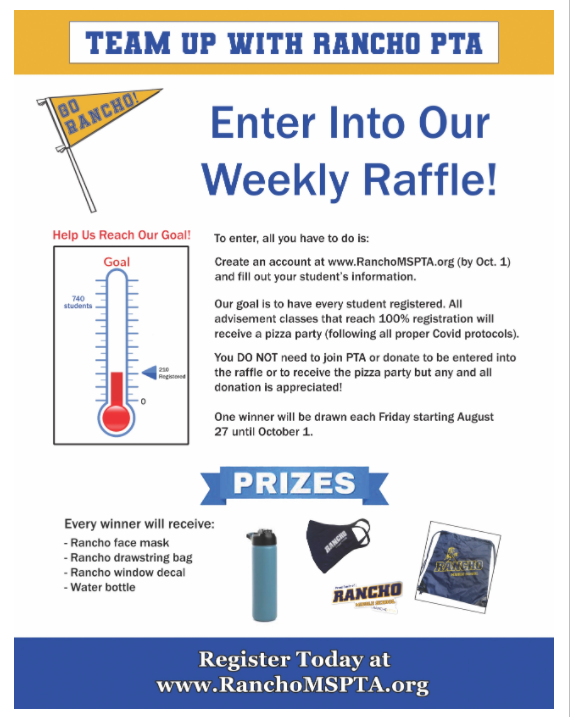 TEAM UP WITH RANCHO PTA
GO
RANCHO!
Enter Into Our
Weekly Raffle!
Help Us Reach Our Goal!
Goal
740
students
210
Registered
0
To enter, all you have to do is:
Create an account at www.RanchoMSPTA.org (by Oct. 1)
and fill out your student's information.
Our goal is to have every student registered. All
advisement classes that reach 100% registration will
receive a pizza party (following all proper Covid protocols).
You DO NOT need to join PTA or donate to be entered into
the raffle or to receive the pizza party but any and all
donation is appreciated!
One winner will be drawn each Friday starting August
27 until October 1.
PRIZES
Every winner will receive:
- Rancho face mask
- Rancho drawstring bag
- Rancho window decal
- Water bottle
RANCHO
RANCHO
MIDDLE SCHOOL
RANCHO
Register Today at
www.RanchoMSPTA.org